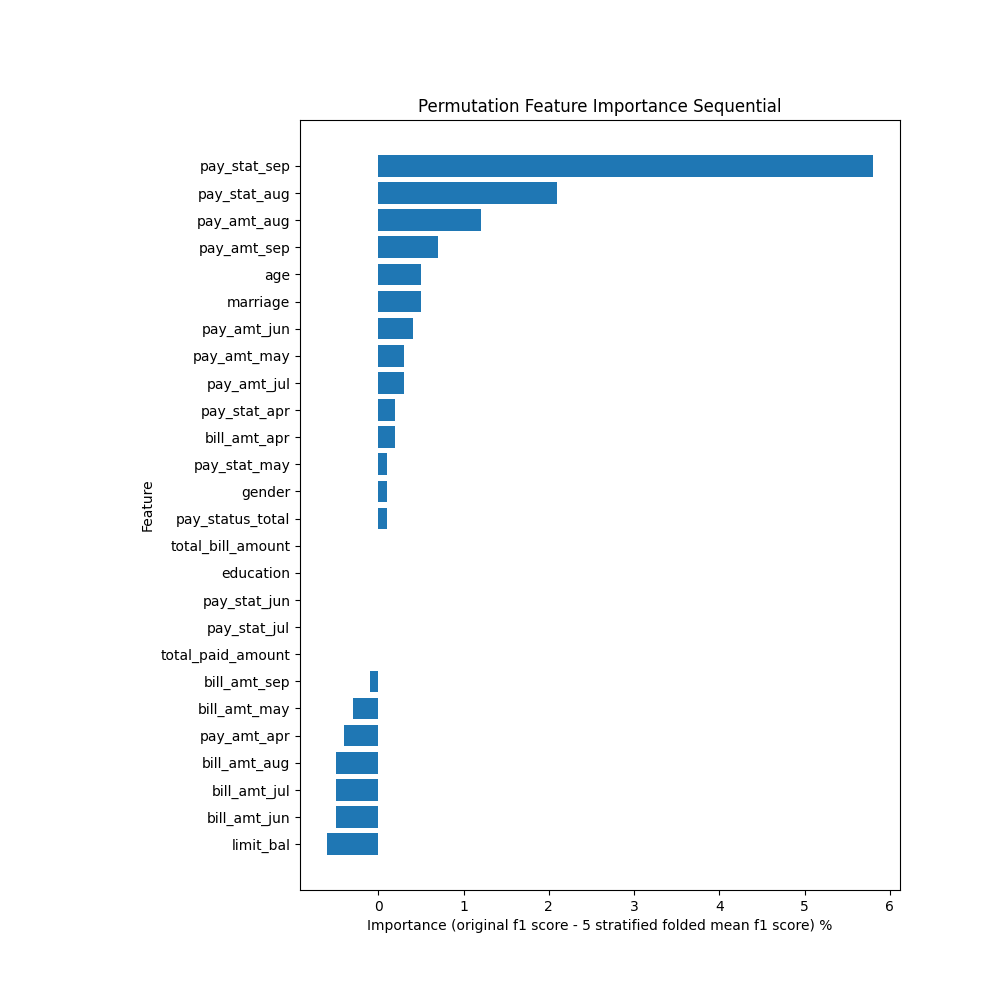 Permutation Feature Importance Sequential
pay_stat_sep
pay_stat_aug
pay_amt_aug
pay_amt_sep
age
marriage
pay_amt_jun
pay_amt_may
pay_amt_jul
pay_stat_apr
bill_amt_apr
pay_stat_may
gender
pay_status_total
total_bill_amount
education
pay_stat_jun
pay_stat_jul
total_paid_amount
bill_amt_sep
bill_amt_may
pay_amt_apr
bill_amt_aug
bill_amt_jul
bill_amt_jun
limit_bal
Feature
0 1 2 3 4 5 6
Importance (original f1 score - 5 stratified folded mean f1 score) %